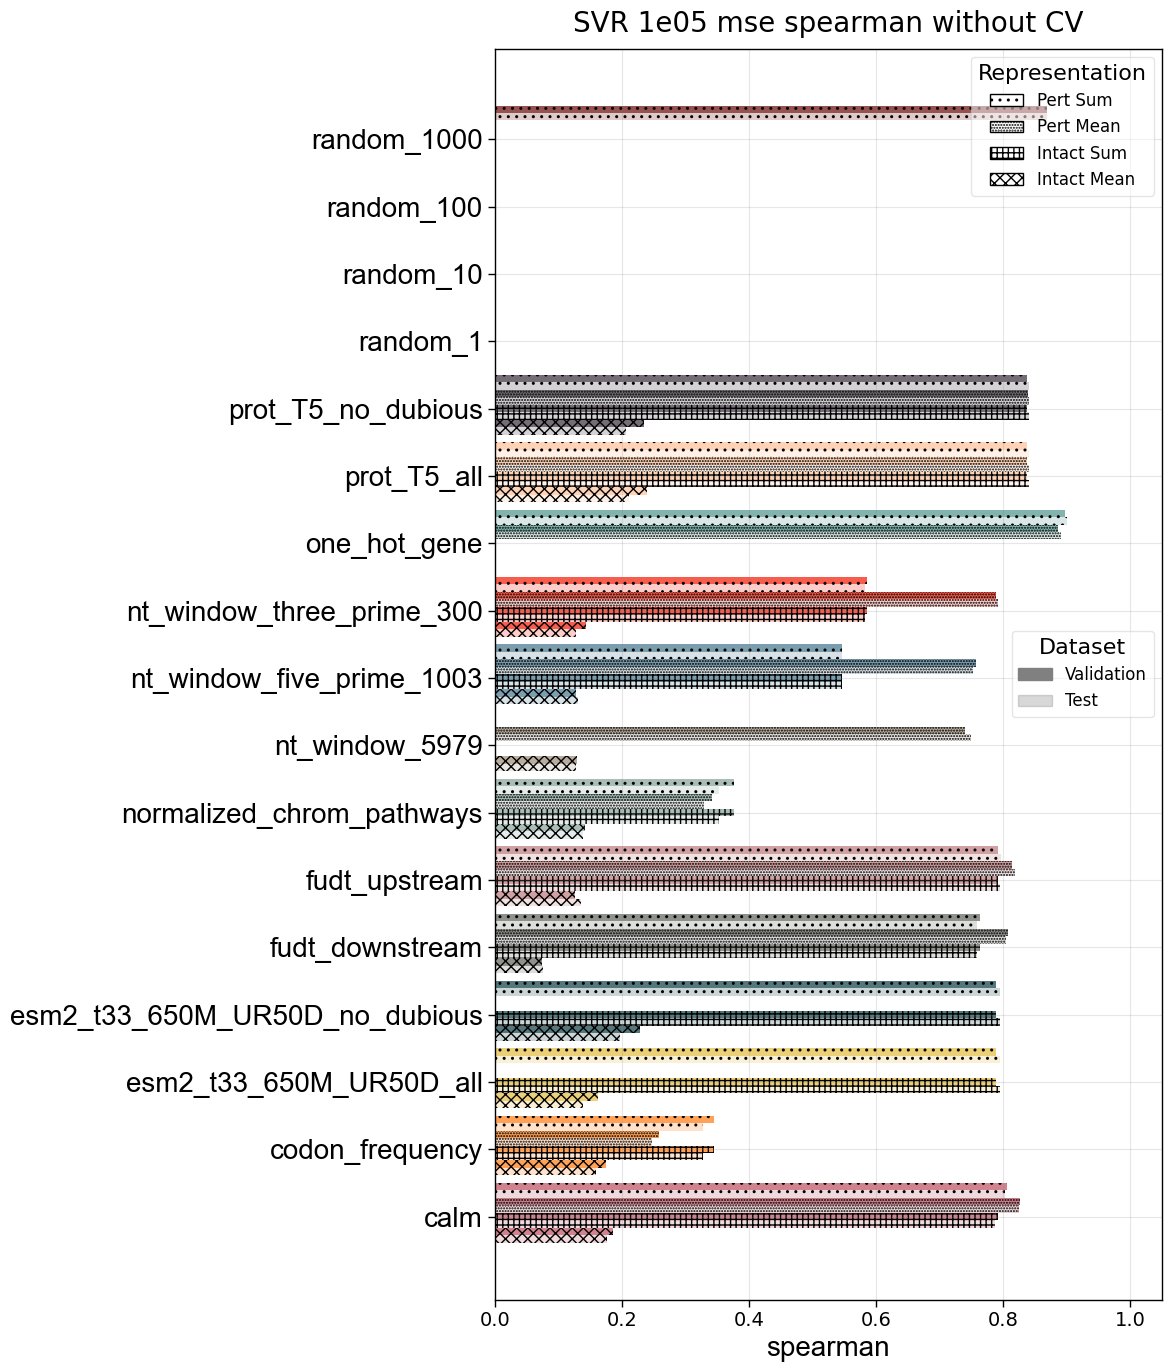 SVR 1e05 mse spearman without CV
Representation
Pert Sum
Pert Mean
Intact Sum
Intact Mean
random_1000
random_100
random_10
random_1
prot_T5_no_dubious
prot_T5_all
one_hot_gene
nt_window_three_prime_300
nt_window_five_prime_1003
nt_window_5979
normalized_chrom_pathways
fudt_upstream
fudt_downstream
esm2_t33_650M_UR50D_no_dubious
esm2_t33_650M_UR50D_all
codon_frequency
calm
Dataset
Validation
Test
0.0 0.2 0.4 0.6 0.8 1.0
spearman